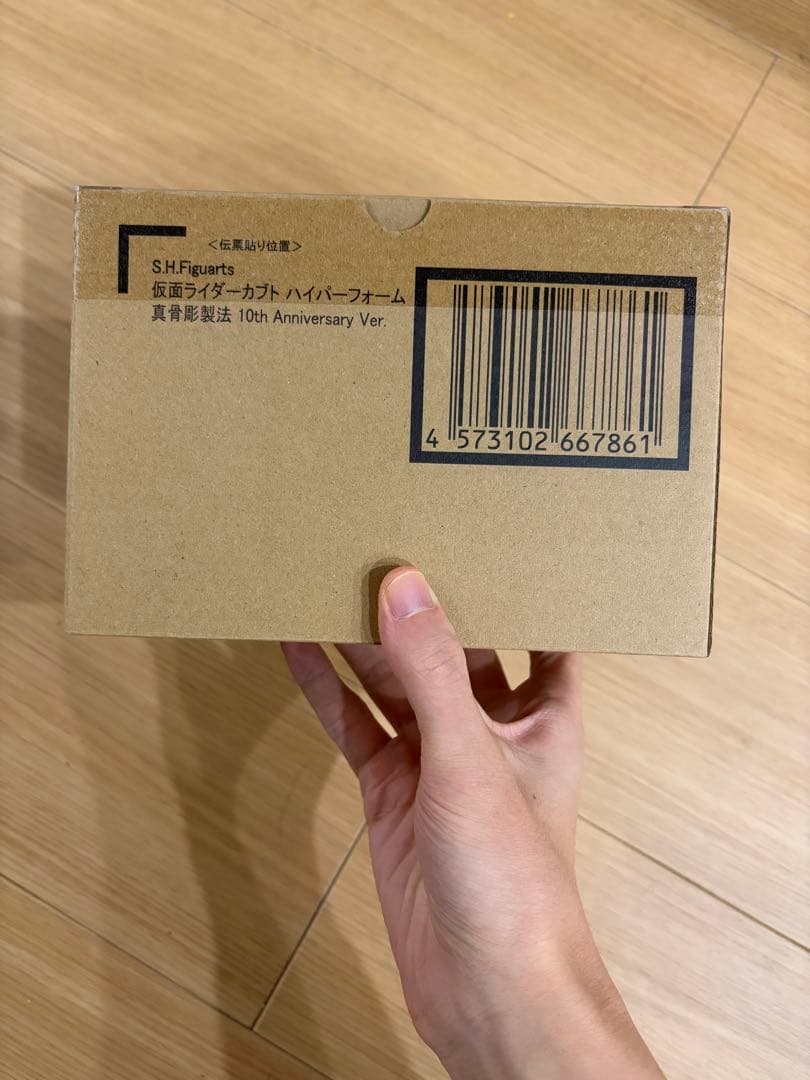 ＜伝票貼り位置＞
S.H.Figuarts
仮面ライダーカブト ハイパーフォーム
真骨彫製法 10th Anniversary Ver.
4 573102 667861